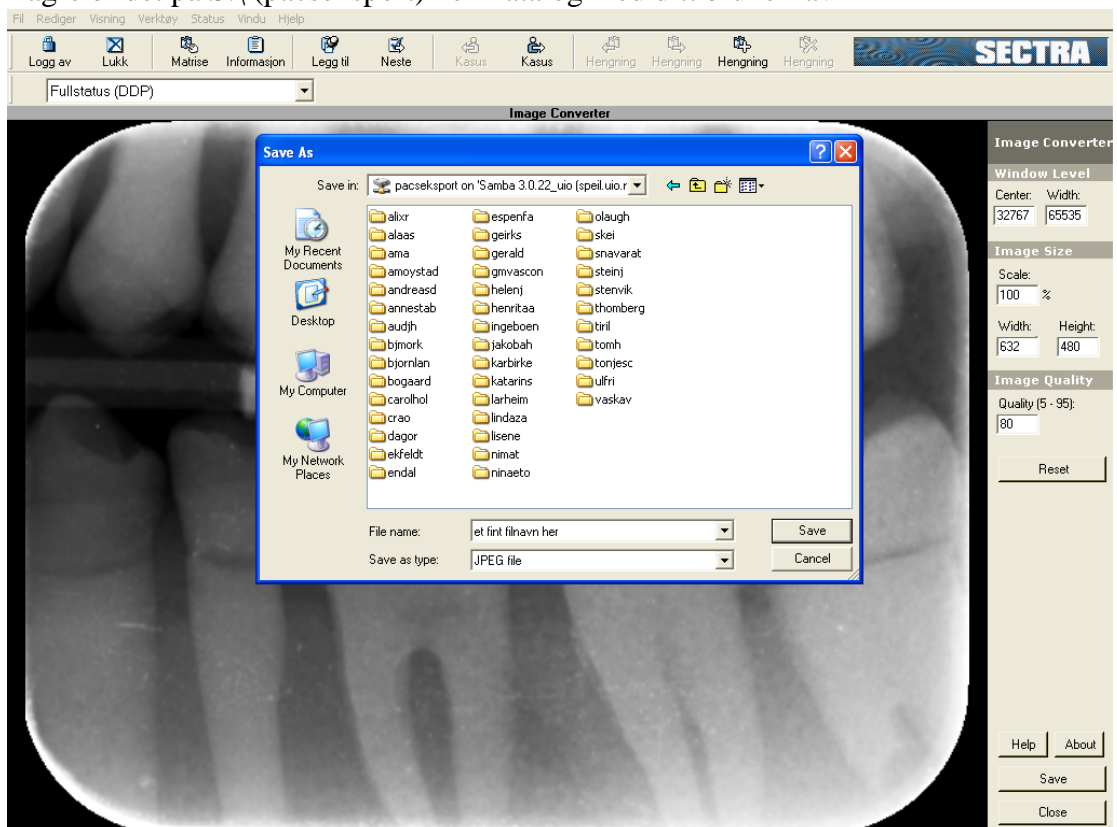 Fil Rediger Visning Verktøy Status Vindu Hjelp
Logg av Lukk Matrise Informasjon Legg til Neste Kasus Kasus Hengning Hengning Hengning Hengning
SECTRA
Fullstatus (DDP)
Image Converter
Image Converter
Save As
Save in: pacseksport on 'Samba 3.0.22_uio (speil.uio.r
My Recent Documents
Desktop
My Computer
My Network Places
alixr
alaas
ama
amoystad
andreasd
annestab
audjh
bjmork
bjornlan
bogaard
carolhol
crao
dagor
ekfeldt
endal
espenfa
geirks
gerald
gmvascon
helenj
henritaa
ingeboen
jakobah
karbirke
katarins
larheim
lindaza
lisene
nimat
ninaeto
olaugh
skei
snavarat
steinj
stenvik
thomberg
tiril
tomh
tonjesc
ulfri
vaskav
File name: et fint filnavn her
Save as type: JPEG file
Save
Cancel
Window Level
Center: Width:
32767 65535
Image Size
Scale:
100 %
Width: Height:
632 480
Image Quality
Quality (5 - 95):
80
Reset
Help About
Save
Close